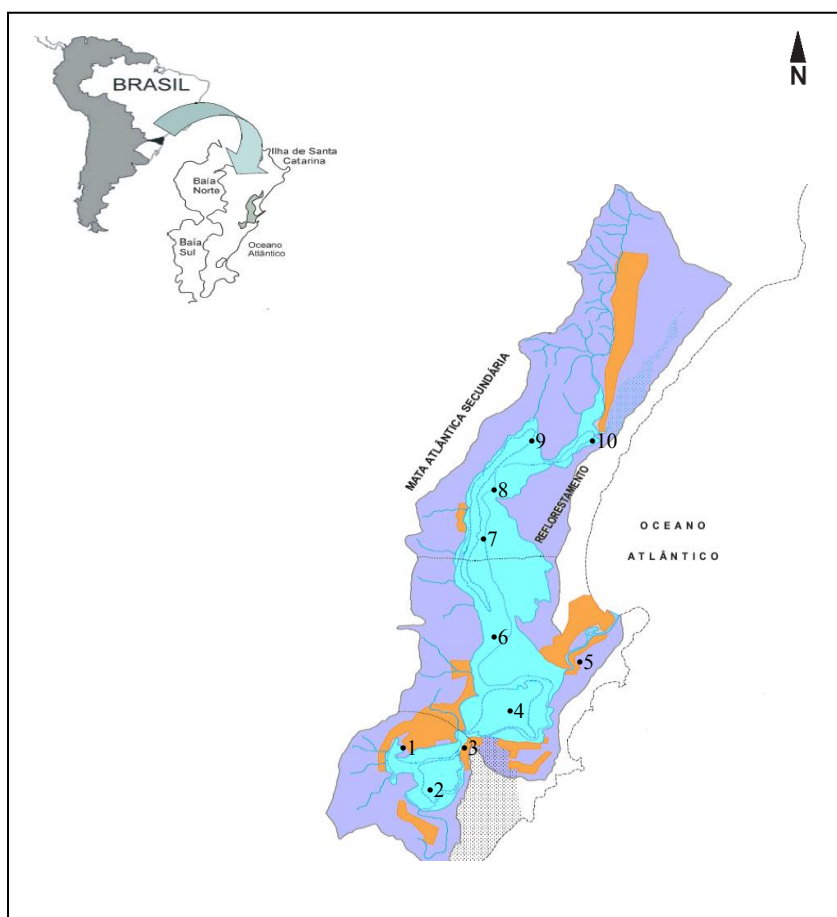 N
BRASIL
Ilha de Santa
Catarina
Baía
Norte
Baía
Sul
Oceano
Atlântico
MATA ATLÂNTICA SECUNDÁRIA
9
10
8
REFLORESTAMENTO
OCEANO
ATLÂNTICO
7
6
5
4
1
3
2